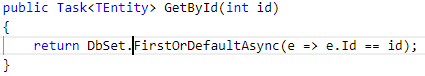 public Task<TEntity> GetById(int id)
{
    return DbSet.FirstOrDefaultAsync(e => e.Id == id);
}